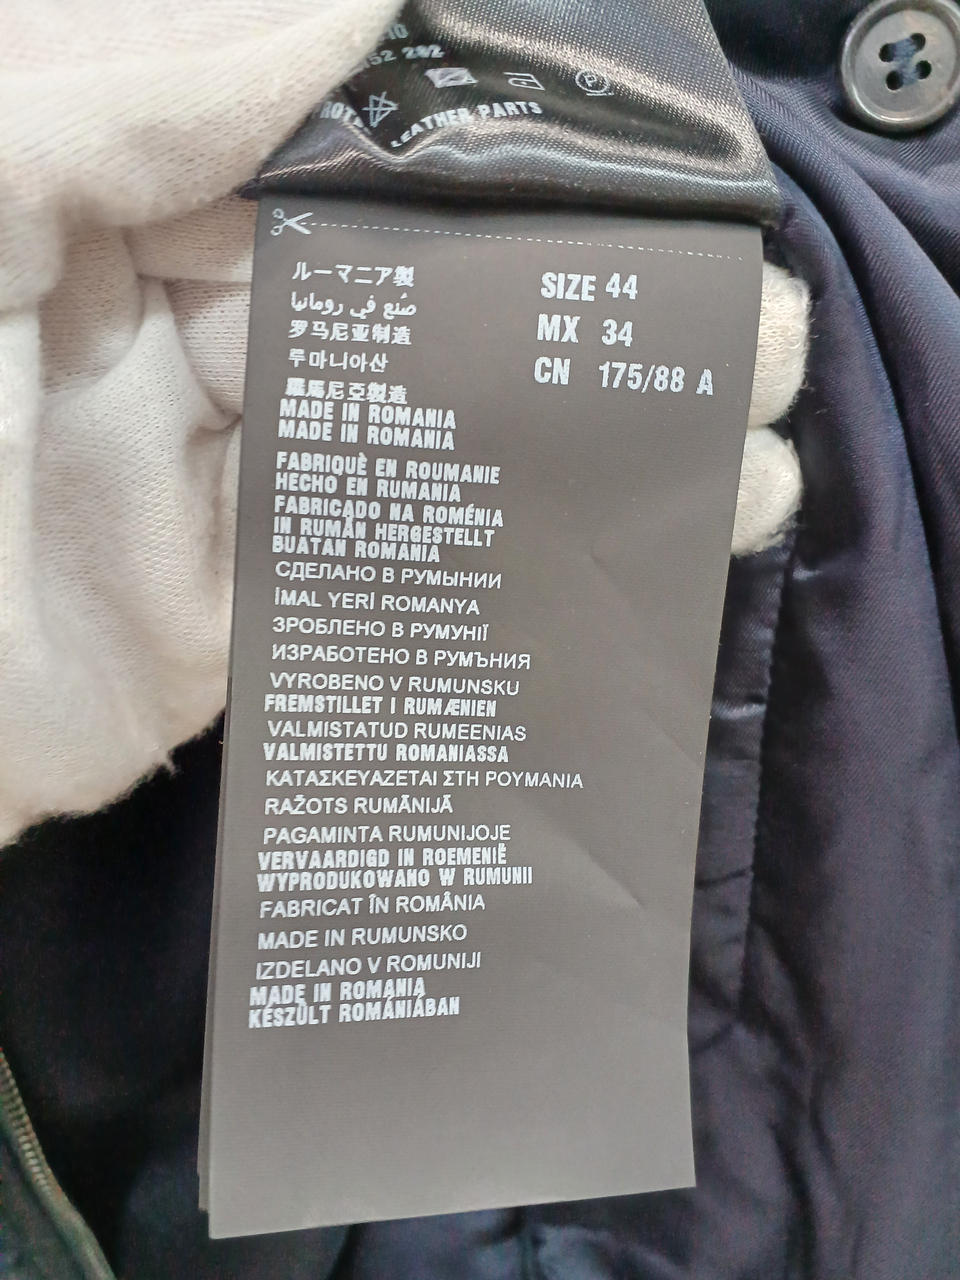 52 202
P
LEATHER PARTS
ルーマニア製
صُنع في رومانيا
罗马尼亚制造
루마니아산
羅馬尼亞製造
MADE IN ROMANIA
MADE IN ROMANIA
FABRIQUÈ EN ROUMANIE
HECHO EN RUMANIA
FABRICADO NA ROMÉNIA
IN RUMÄN HERGESTELLT
BUATAN ROMANIA
СДЕЛАНО В РУМЫНИИ
İMAL YERİ ROMANYA
ЗРОБЛЕНО В РУМУНІЇ
ИЗРАБОТЕНО В РУМЪНИЯ
VYROBENO V RUMUNSKU
FREMSTILLET I RUMÆNIEN
VALMISTATUD RUMEENIAS
VALMISTETTU ROMANIASSA
ΚΑΤΑΣΚΕΥΑΖΕΤΑΙ ΣΤΗ ΡΟΥΜΑΝΙΑ
RAŽOTS RUMĀNIJĀ
PAGAMINTA RUMUNIJOJE
VERVAARDIGD IN ROEMENIË
WYPRODUKOWANO W RUMUNII
FABRICAT ÎN ROMÂNIA
MADE IN RUMUNSKO
IZDELANO V ROMUNIJI
MADE IN ROMANIA
KÉSZÜLT ROMÁNIÁBAN
SIZE 44
MX 34
CN 175/88 A